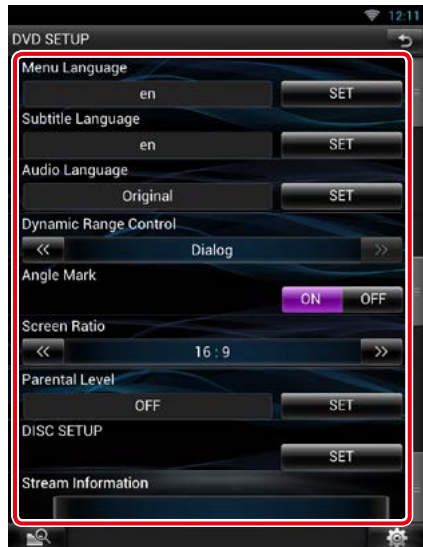 12:11
DVD SETUP
Menu Language
en SET
Subtitle Language
en SET
Audio Language
Original SET
Dynamic Range Control
<< Dialog >>
Angle Mark
ON OFF
Screen Ratio
<< 16 : 9 >>
Parental Level
OFF SET
DISC SETUP
SET
Stream Information